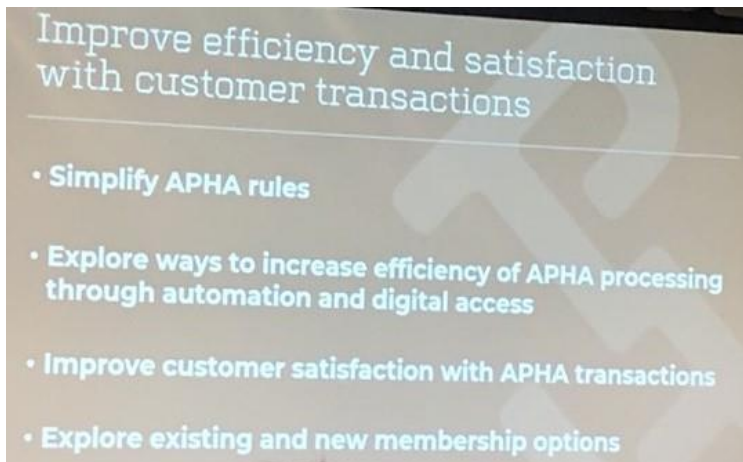 Improve efficiency and satisfaction
with customer transactions
• Simplify APHA rules
• Explore ways to increase efficiency of APHA processing
through automation and digital access
• Improve customer satisfaction with APHA transactions
• Explore existing and new membership options